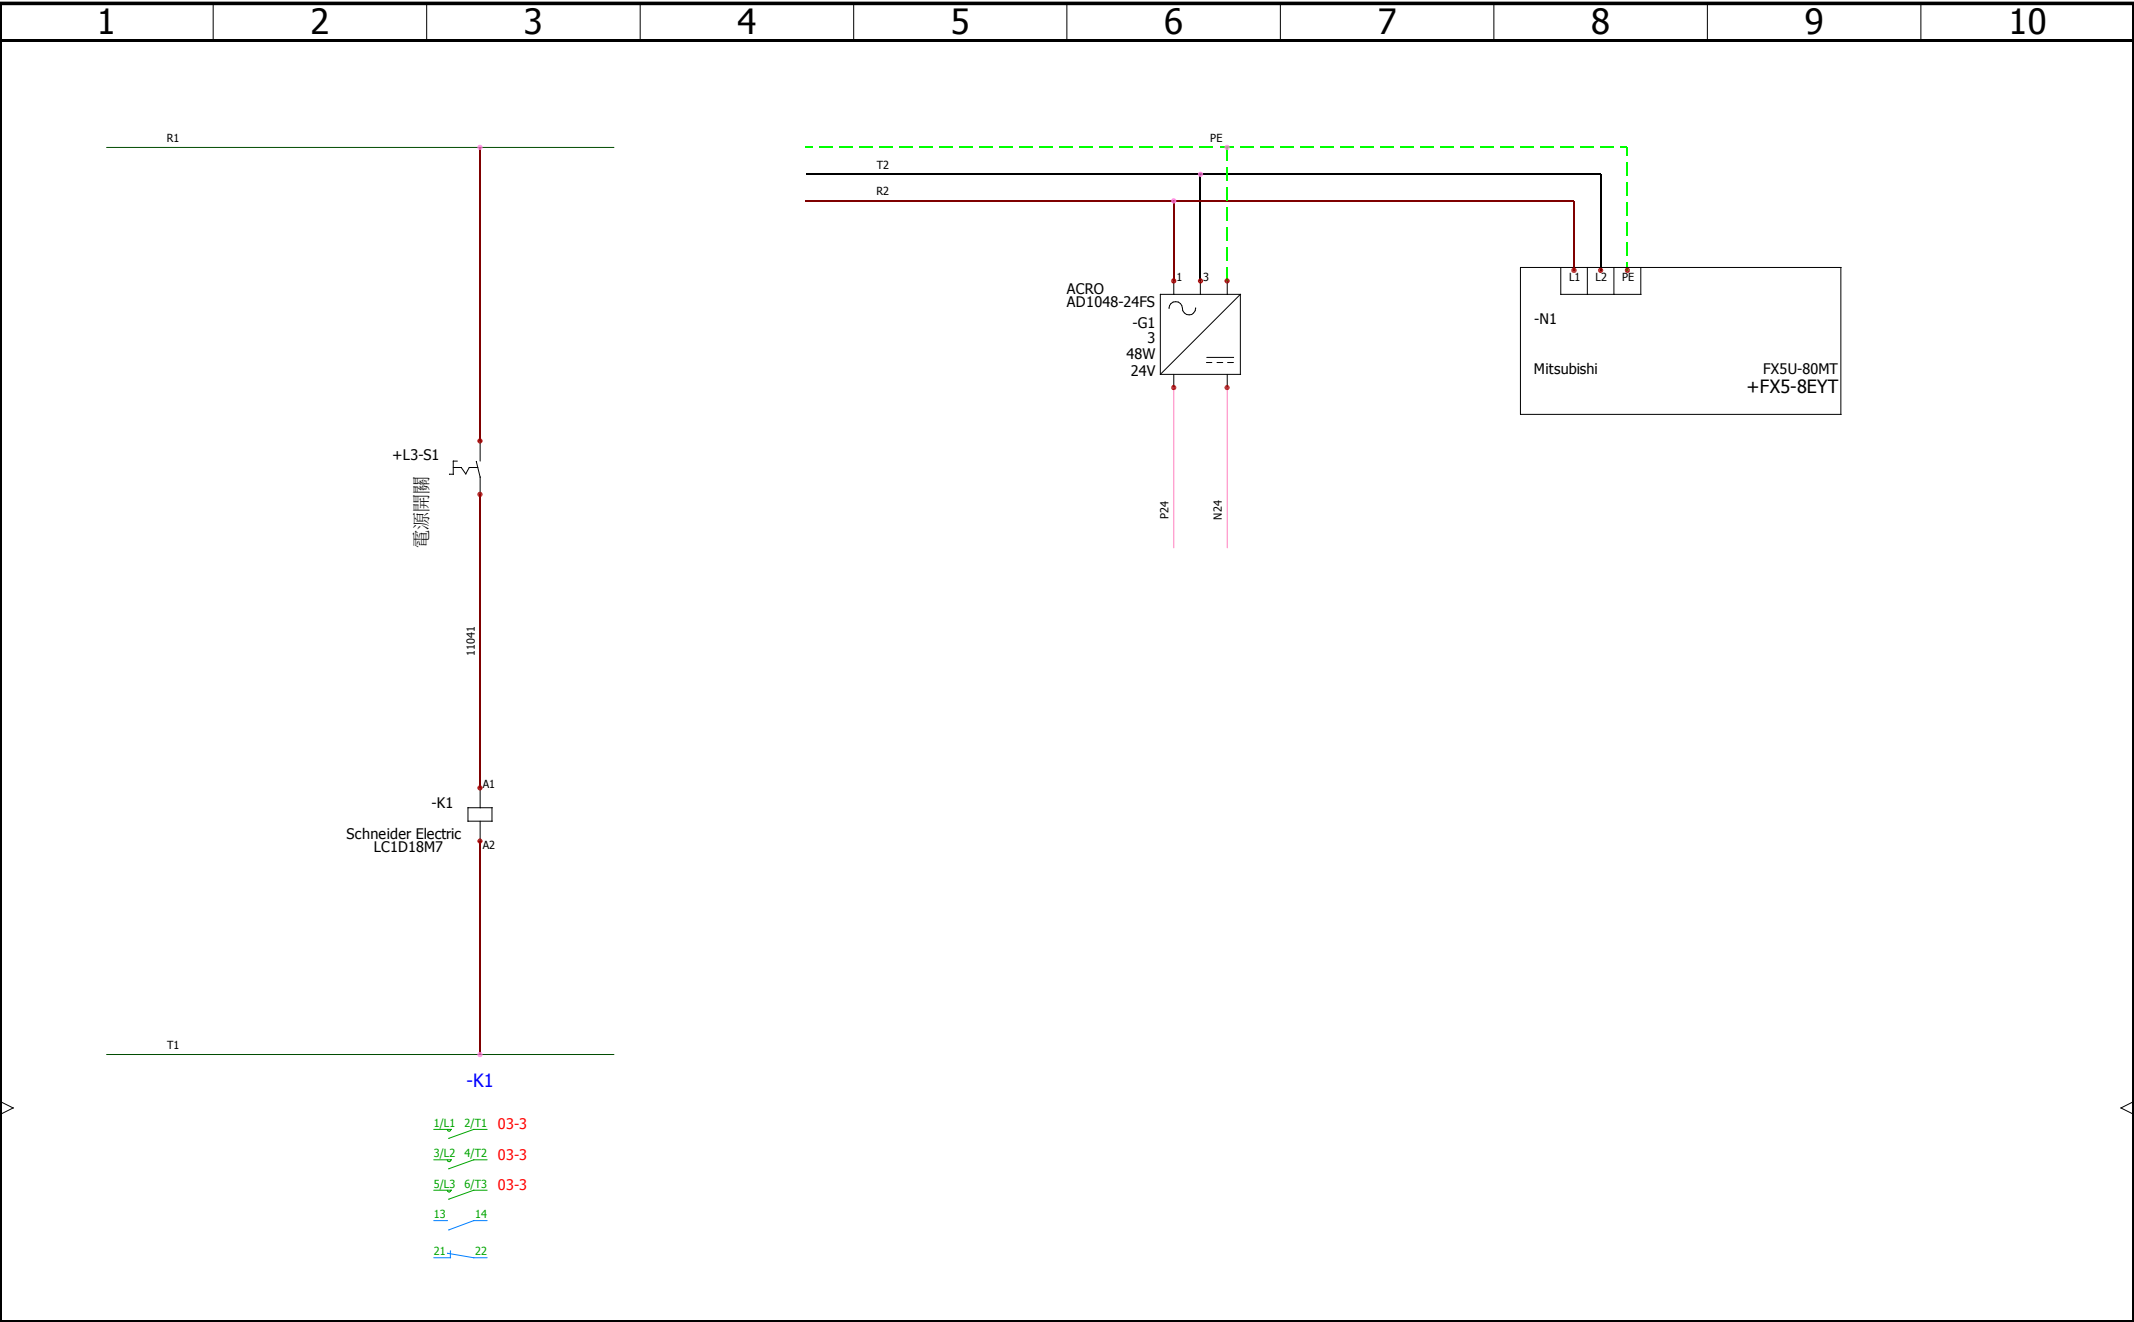 1 2 3 4 5 6 7 8 9 10
R1
PE
T2
R2
1 3
L1 L2 PE
ACRO
AD1048-24FS
-G1
3
48W
24V
-N1
Mitsubishi FX5U-80MT
+FX5-8EYT
+L3-S1
電源開關
P24
N24
11041
A1
-K1
Schneider Electric
LC1D18M7
A2
T1
-K1
1/L1 2/T1 03-3
3/L2 4/T2 03-3
5/L3 6/T3 03-3
13 14
21 22